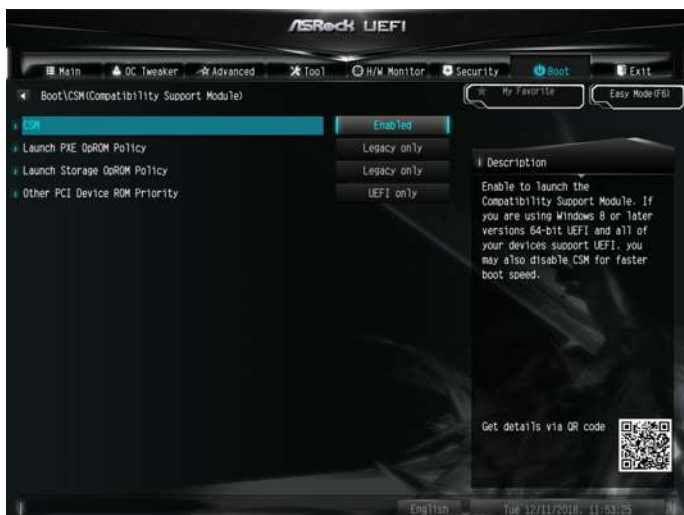 ASRock UEFI
Main OC Tweaker Advanced Tool H/W Monitor Security Boot Exit
Boot\CSM(Compatibility Support Module)
My Favorite
Easy Mode(F6)
CSM Enabled
Launch PXE OpROM Policy Legacy only
Launch Storage OpROM Policy Legacy only
Other PCI Device ROM Priority UEFI only
Description
Enable to launch the
Compatibility Support Module. If
you are using Windows 8 or later
versions 64-bit UEFI and all of
your devices support UEFI. you
may also disable CSM for faster
boot speed.
Get details via QR code
English
Tue 12/11/2018. 11:53:25